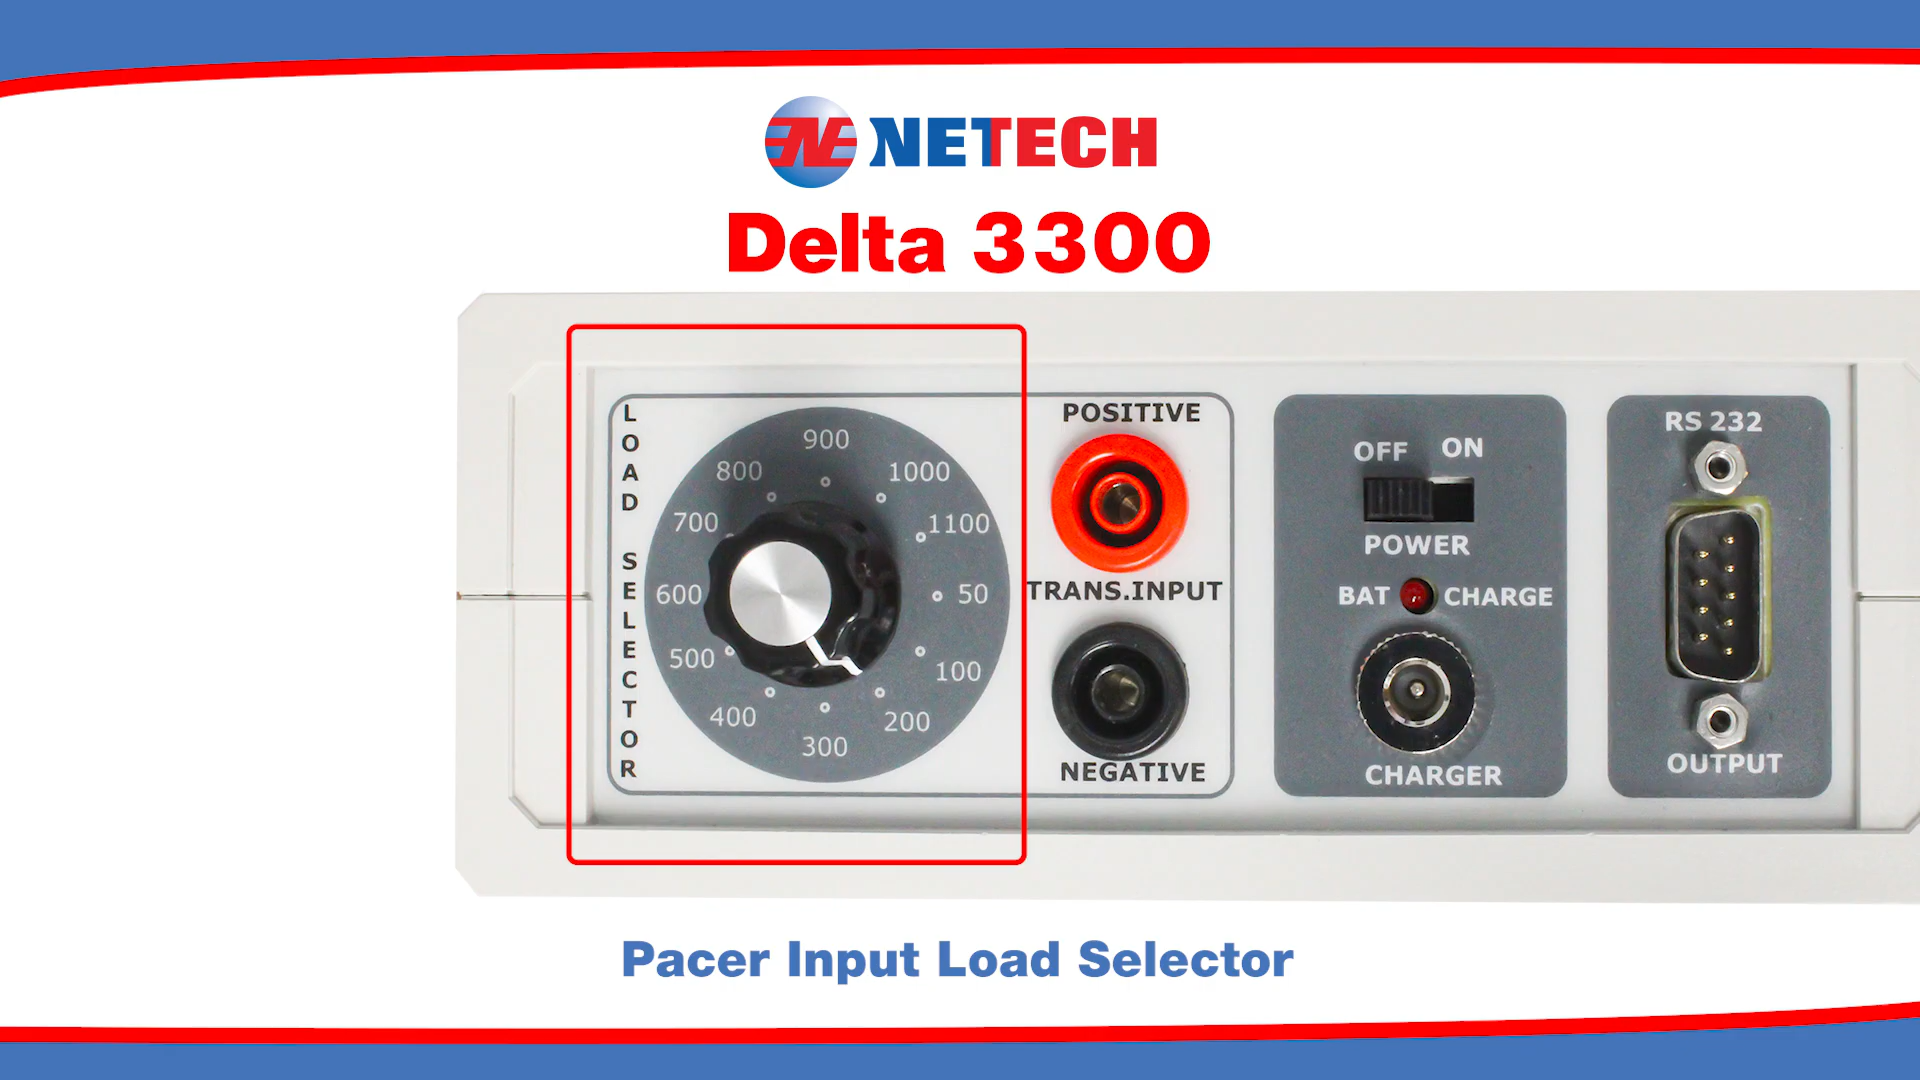 NE NETECH
Delta 3300
LOAD SELECTOR
900
800
1000
700
1100
600
50
500
100
400
200
300
POSITIVE
TRANS.INPUT
NEGATIVE
OFF ON
POWER
BAT CHARGE
CHARGER
RS 232
OUTPUT
Pacer Input Load Selector